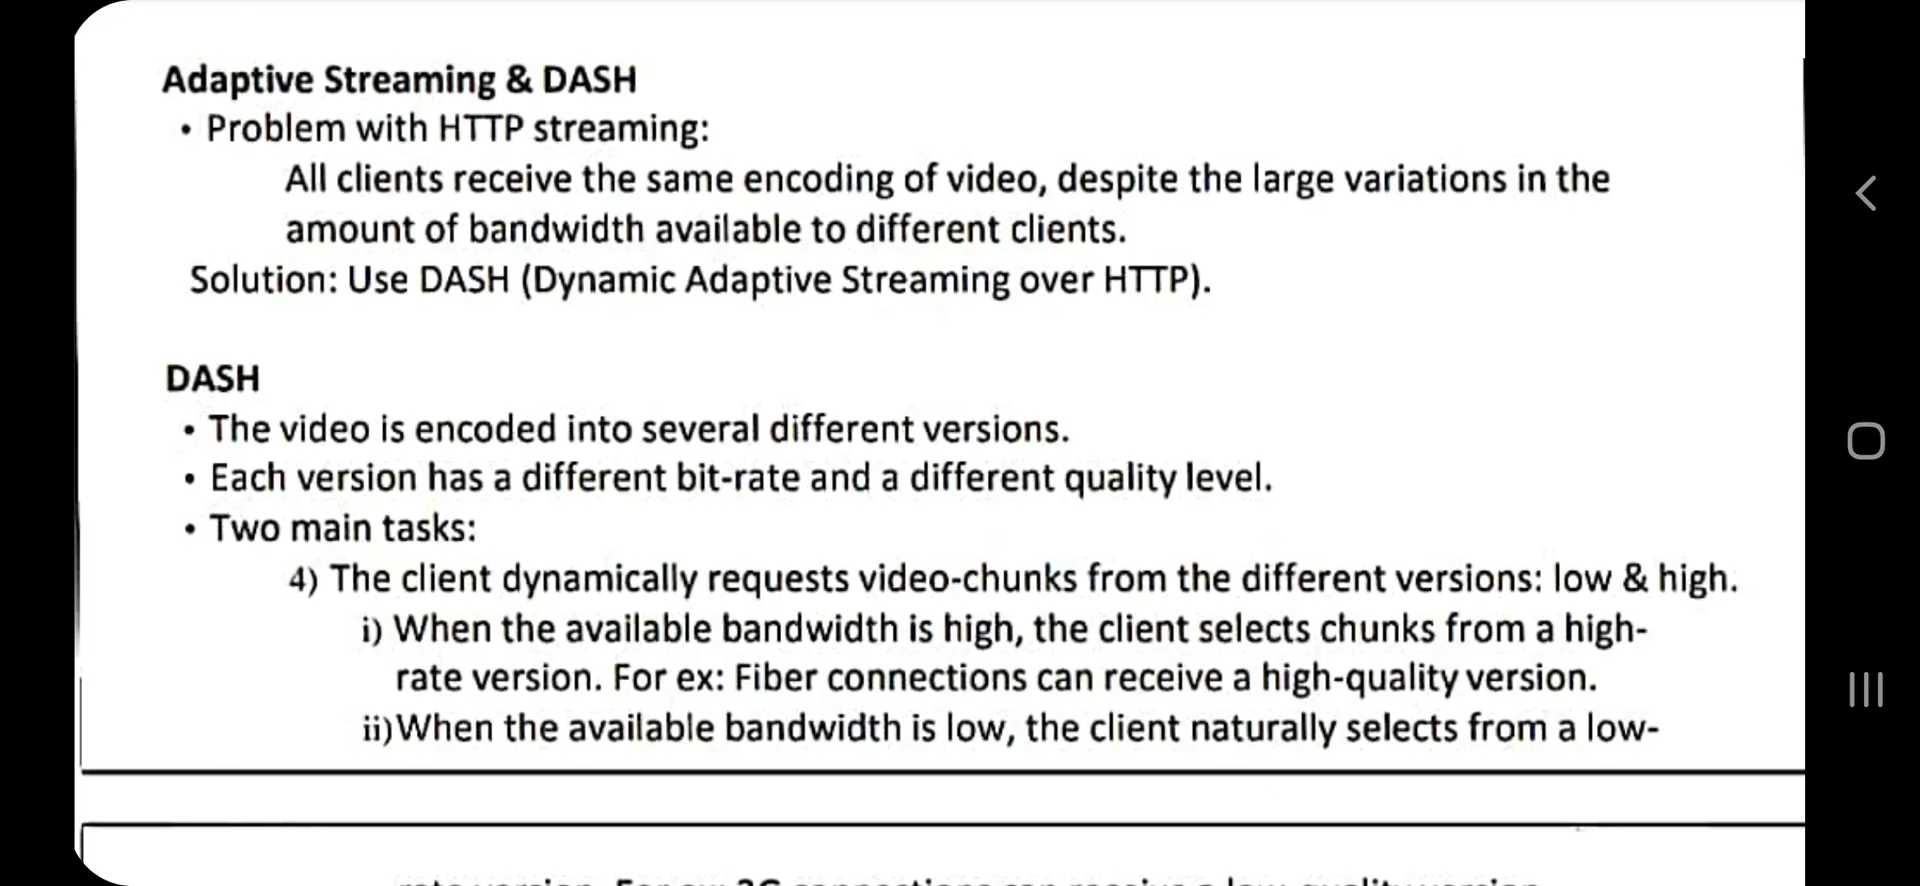 Adaptive Streaming & DASH
• Problem with HTTP streaming:
All clients receive the same encoding of video, despite the large variations in the
amount of bandwidth available to different clients.
Solution: Use DASH (Dynamic Adaptive Streaming over HTTP).
DASH
• The video is encoded into several different versions.
• Each version has a different bit-rate and a different quality level.
• Two main tasks:
4) The client dynamically requests video-chunks from the different versions: low & high.
i) When the available bandwidth is high, the client selects chunks from a high-
rate version. For ex: Fiber connections can receive a high-quality version.
ii)When the available bandwidth is low, the client naturally selects from a low-